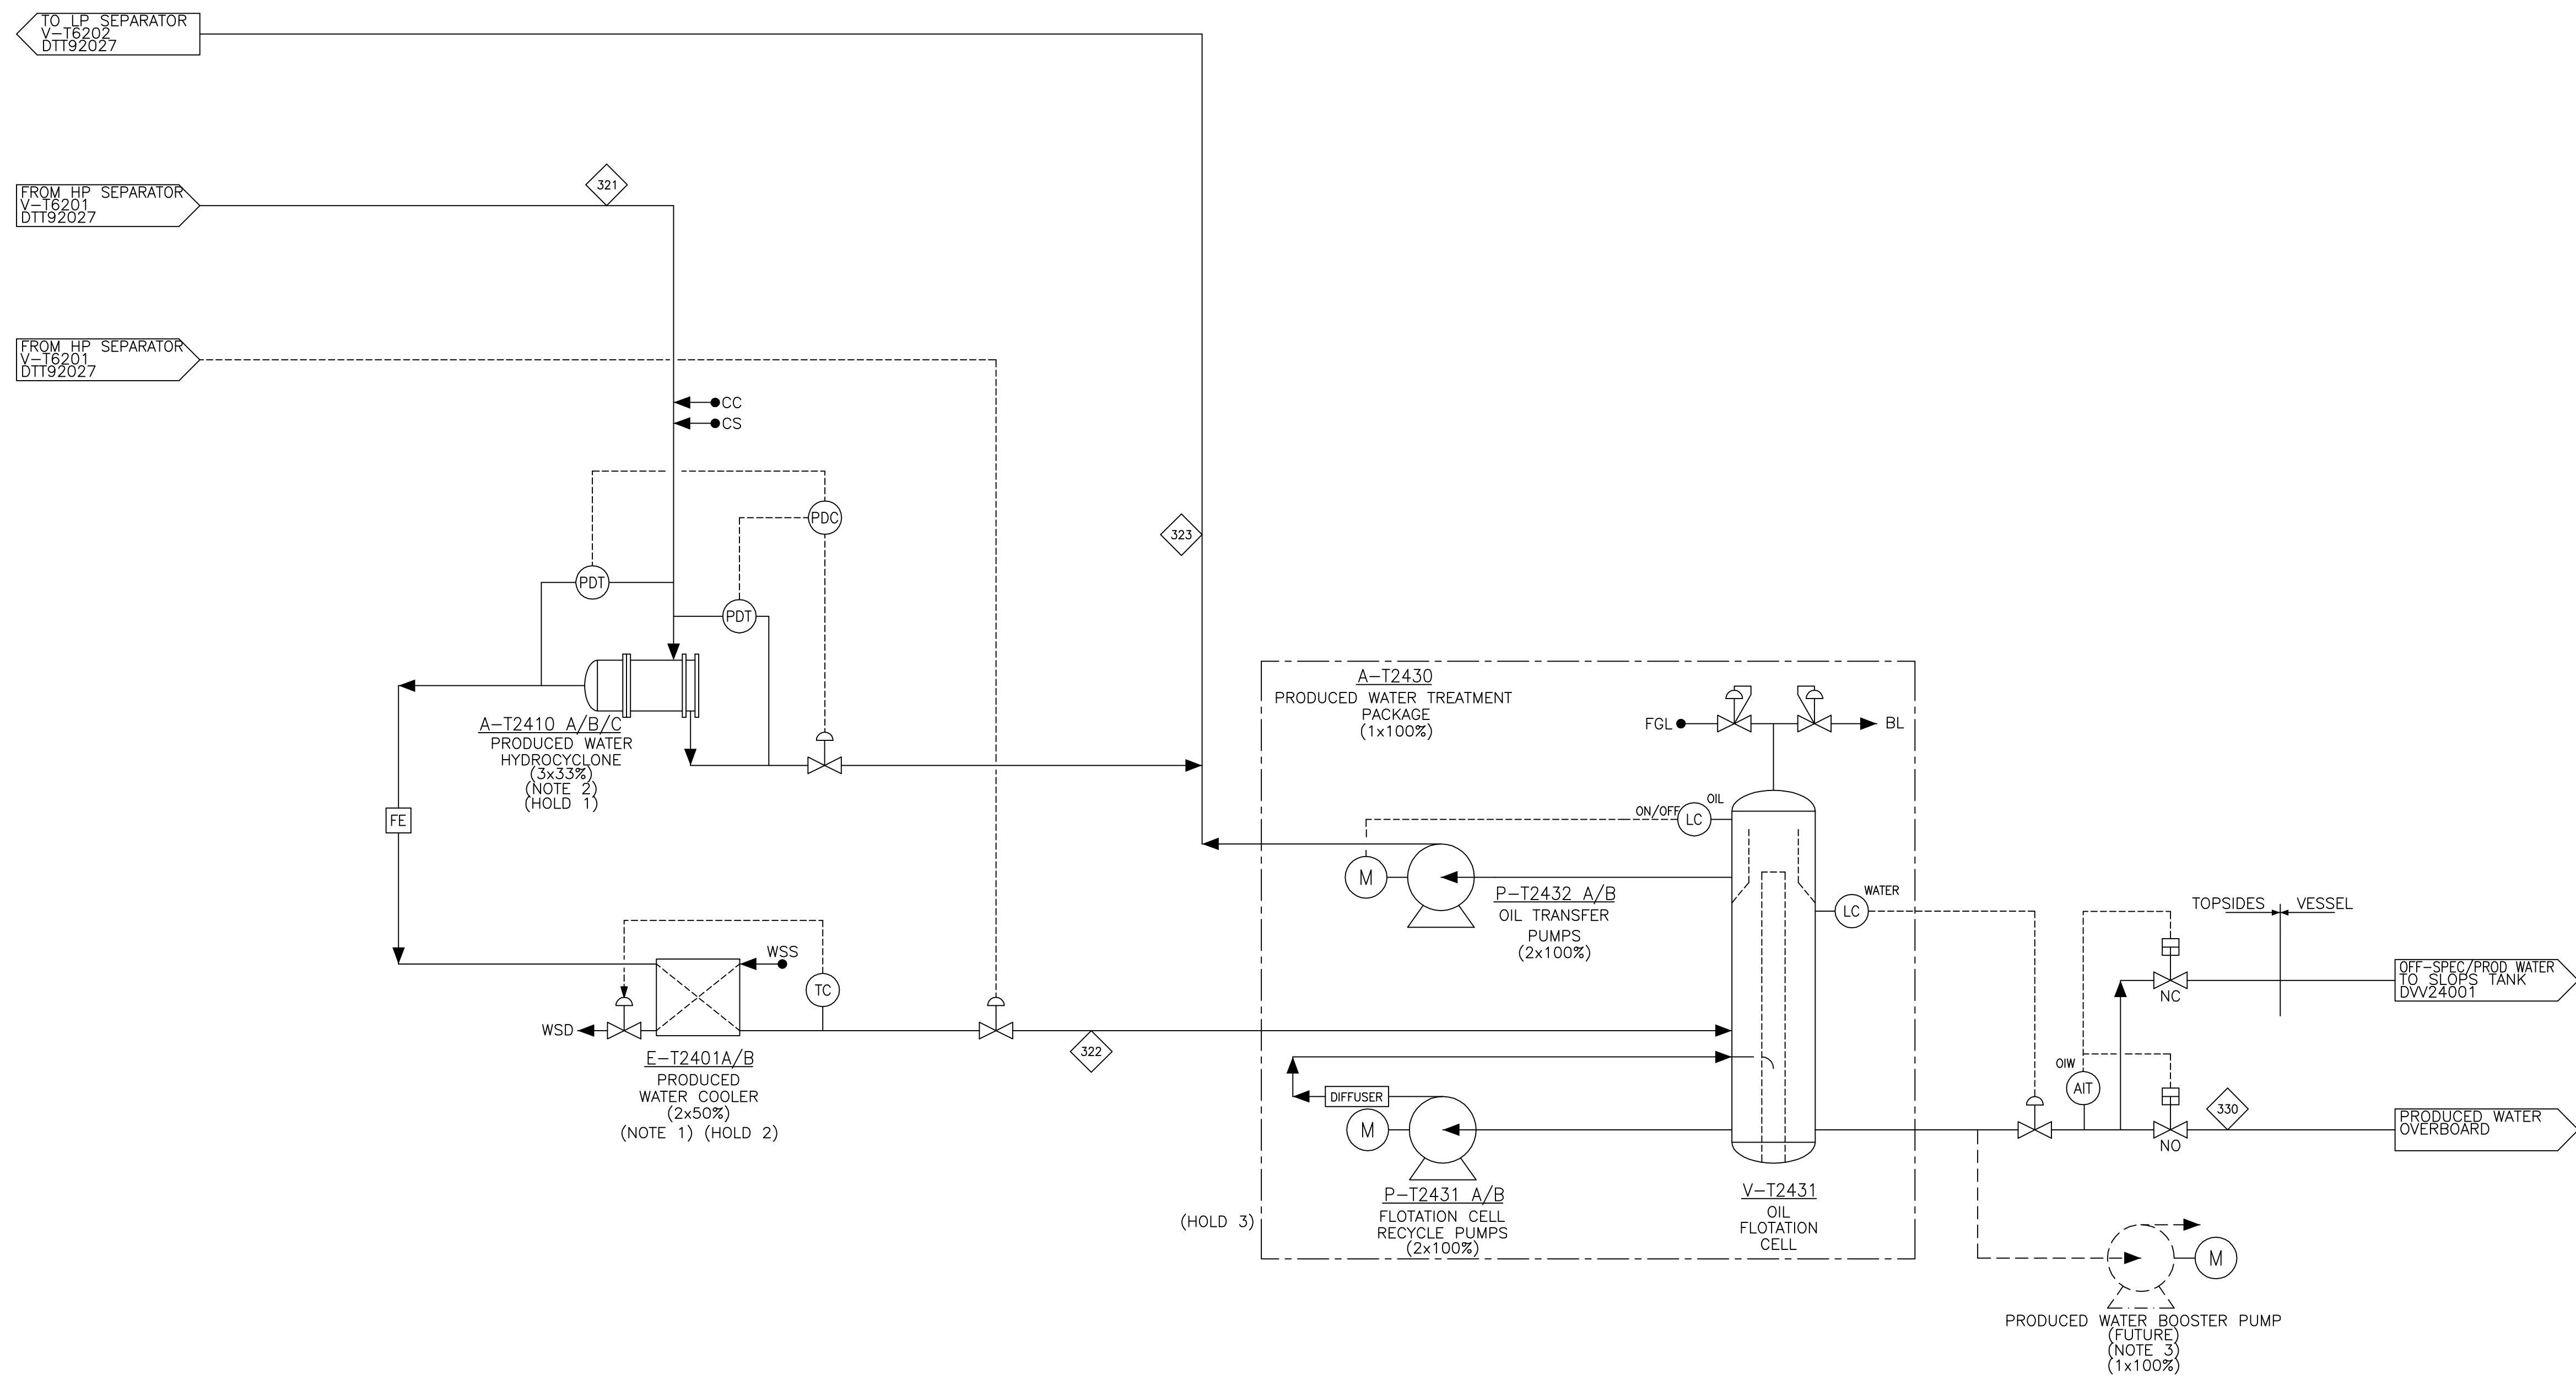 TO LP SEPARATOR
V-T6202
DTT92027
321
FROM HP SEPARATOR
V-T6201
DTT92027
FROM HP SEPARATOR
V-T6201
DTT92027
CC
CS
PDC
323
PDT
PDT
A-T2410 A/B/C
PRODUCED WATER
HYDROCYCLONE
(3x33%)
(NOTE 2)
(HOLD 1)
FE
WSS
TC
WSD
E-T2401A/B
PRODUCED
WATER COOLER
(2x50%)
(NOTE 1) (HOLD 2)
322
A-T2430
PRODUCED WATER TREATMENT
PACKAGE
(1x100%)
FGL
BL
OIL
ON/OFF
LC
M
P-T2432 A/B
OIL TRANSFER
PUMPS
(2x100%)
WATER
LC
DIFFUSER
M
P-T2431 A/B
FLOTATION CELL
RECYCLE PUMPS
(2x100%)
(HOLD 3)
V-T2431
OIL
FLOTATION
CELL
TOPSIDES
VESSEL
OFF-SPEC/PROD WATER
TO SLOPS TANK
DVV24001
NC
OIW
AIT
330
NO
PRODUCED WATER
OVERBOARD
M
PRODUCED WATER BOOSTER PUMP
(FUTURE)
(NOTE 3)
(1x100%)